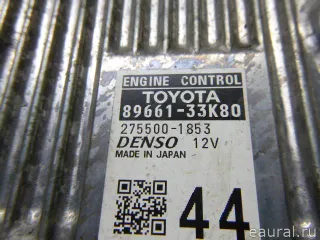 ENGINE CONTROL
TOYOTA
89661-33K80
275500-1853
DENSO 12V
MADE IN JAPAN
44
eaural.ru